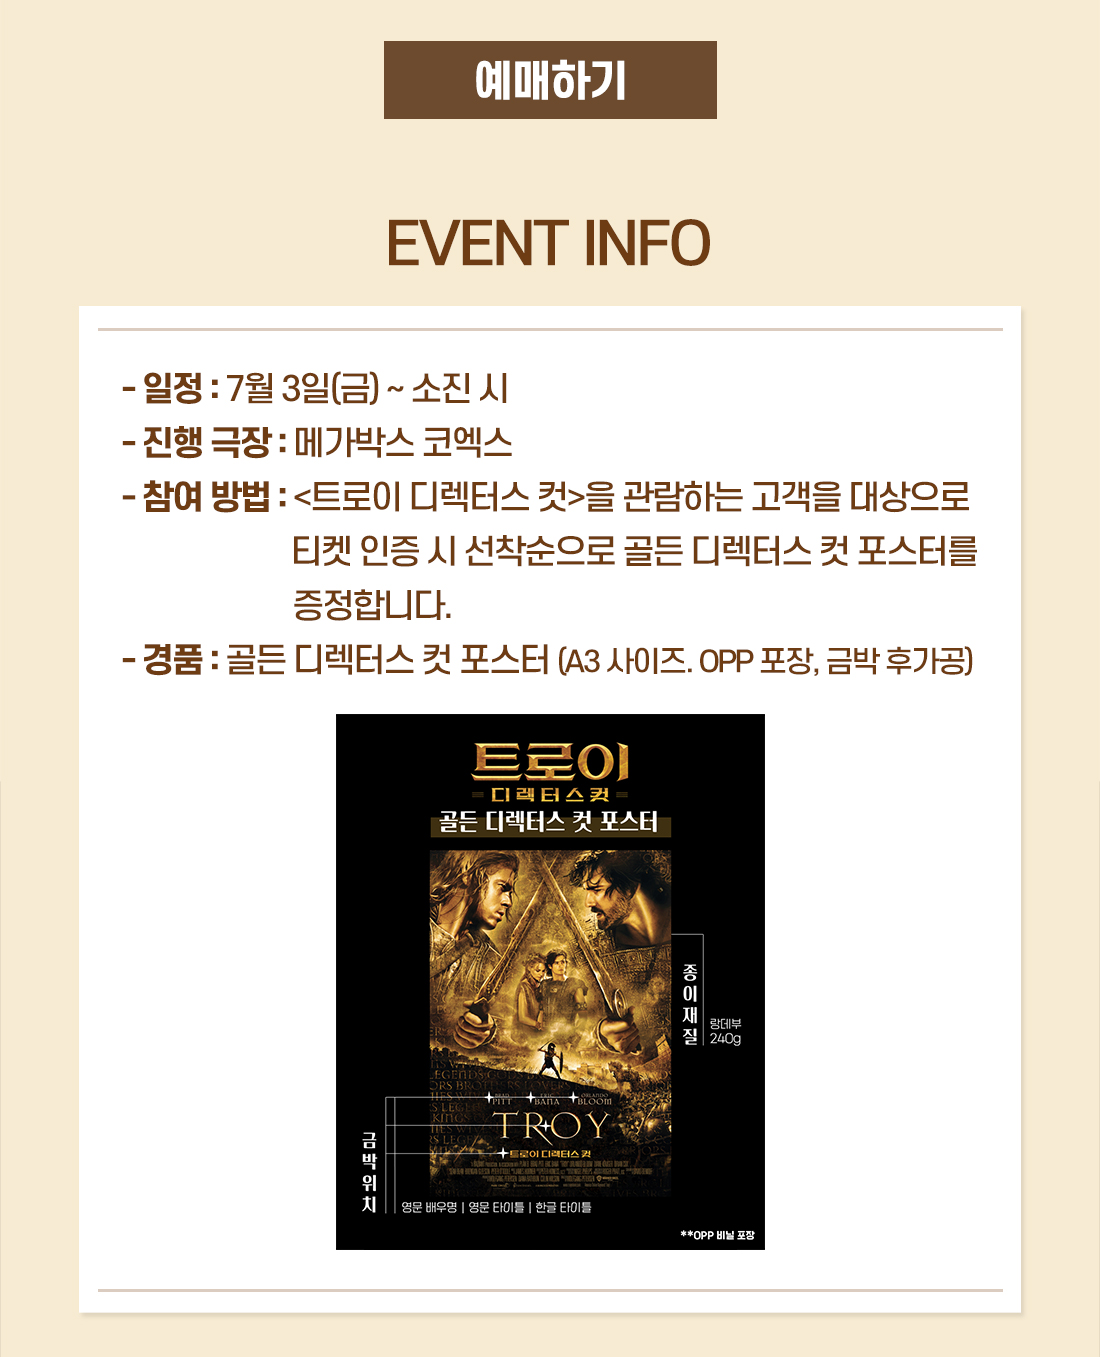 예매하기
EVENT INFO
- 일정 : 7월 3일(금) ~ 소진 시
- 진행 극장 : 메가박스 코엑스
- 참여 방법 : <트로이 디렉터스 컷>을 관람하는 고객을 대상으로
티켓 인증 시 선착순으로 골든 디렉터스 컷 포스터를
증정합니다.
- 경품 : 골든 디렉터스 컷 포스터 (A3 사이즈. OPP 포장, 금박 후가공)
트로이
디렉터스 컷
골든 디렉터스 컷 포스터
종이재질
랑데부
240g
BRAD PITT
ERIC BANA
ORLANDO BLOOM
TROY
트로이 디렉터스 컷
금박위치
영문 배우명 | 영문 타이틀 | 한글 타이틀
**OPP 비닐 포장